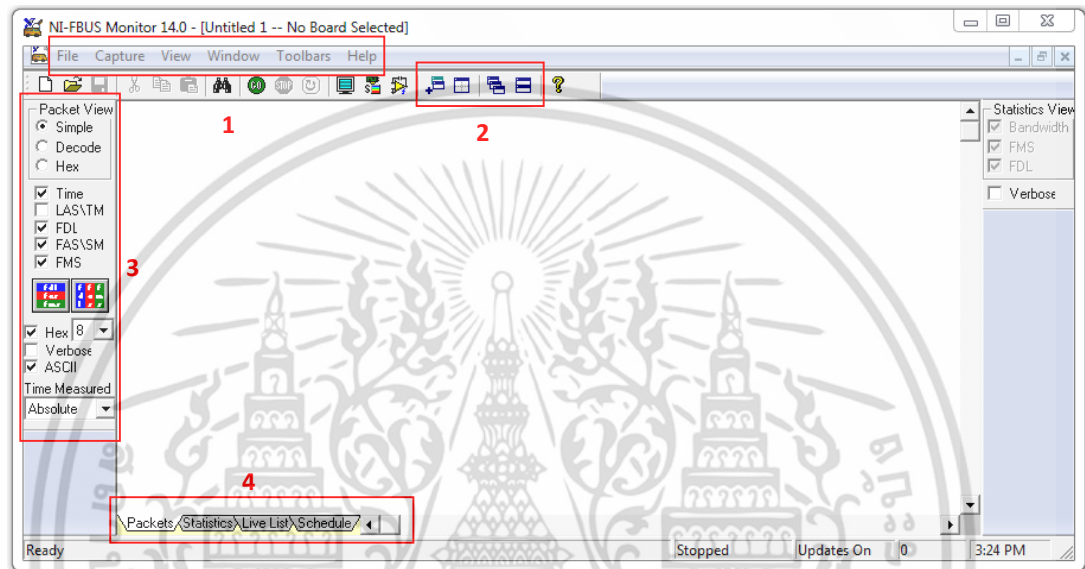 NI-FBUS Monitor 14.0 - [Untitled 1 -- No Board Selected]
File Capture View Window Toolbars Help
GO STOP
1
2
Packet View
Simple
Decode
Hex
Time
LAS\TM
FDL
FAS\SM
FMS
3
Hex 8
Verbose
ASCII
Time Measured
Absolute
Statistics View
Bandwidth
FMS
FDL
Verbose
4
Packets Statistics Live List Schedule
Ready Stopped Updates On 0 3:24 PM